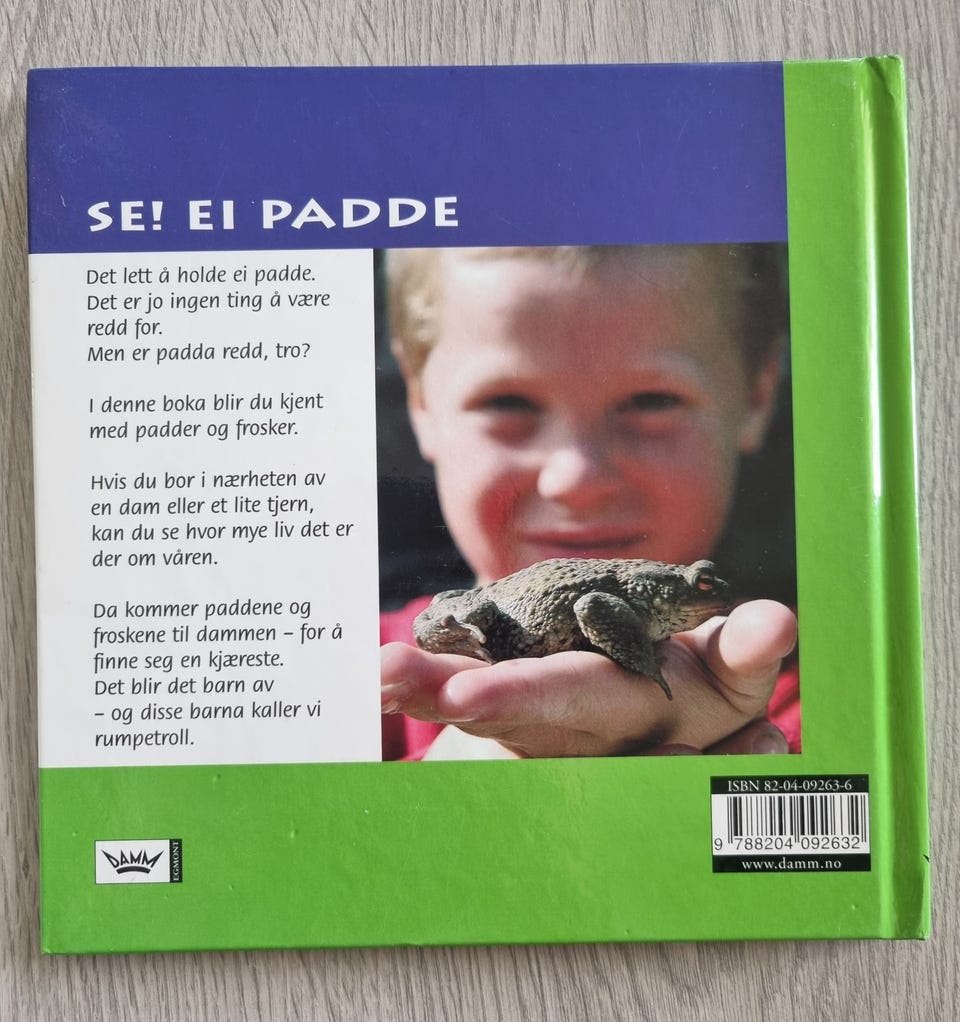 SE! EI PADDE
Det lett å holde ei padde.
Det er jo ingen ting å være
redd for.
Men er padda redd, tro?
I denne boka blir du kjent
med padder og frosker.
Hvis du bor i nærheten av
en dam eller et lite tjern,
kan du se hvor mye liv det er
der om våren.
Da kommer paddene og
froskene til dammen – for å
finne seg en kjæreste.
Det blir det barn av
– og disse barna kaller vi
rumpetroll.
DAMM
EGMONT
ISBN 82-04-09263-6
9 788204 092632
www.damm.no